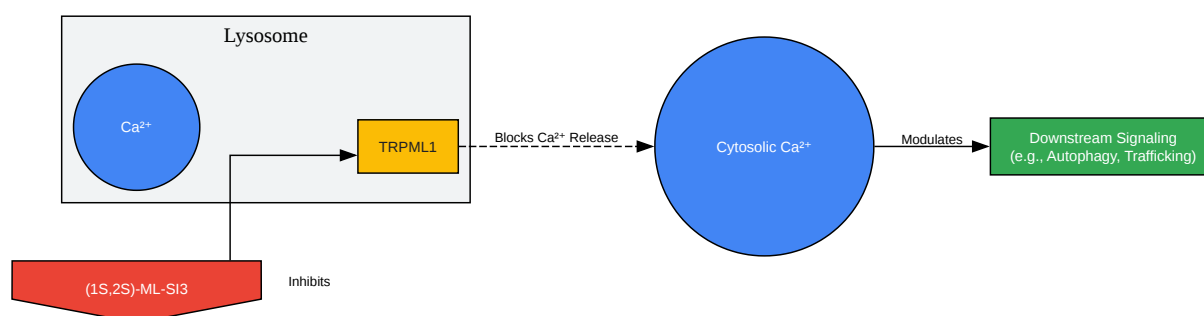 Lysosome
Ca²⁺
TRPML1
Blocks Ca²⁺ Release
Cytosolic Ca²⁺
Modulates
Downstream Signaling
(e.g., Autophagy, Trafficking)
(1S,2S)-ML-SI3
Inhibits